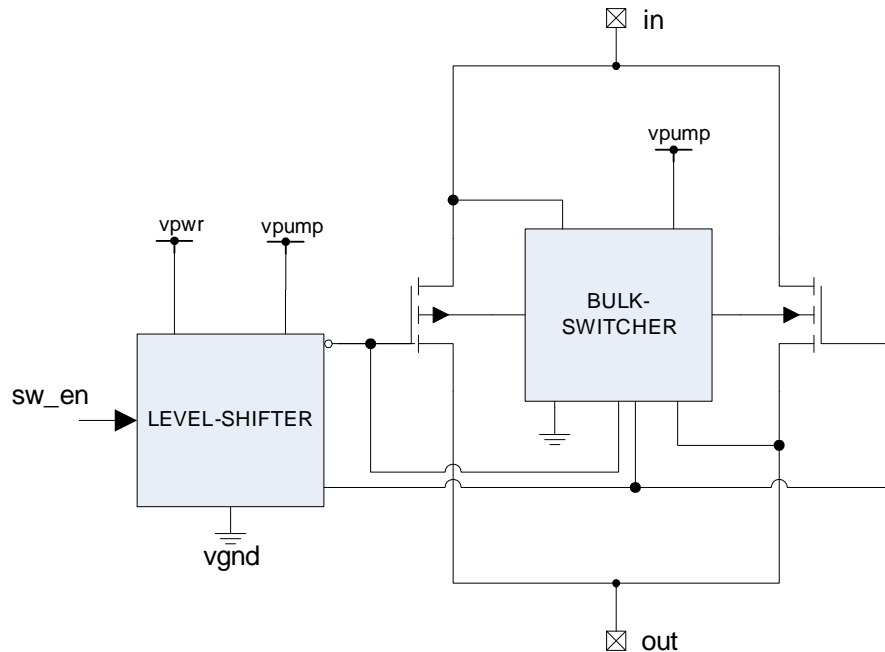 in
vpump
vpwr
vpump
BULK-
SWITCHER
sw_en
LEVEL-SHIFTER
vgnd
out